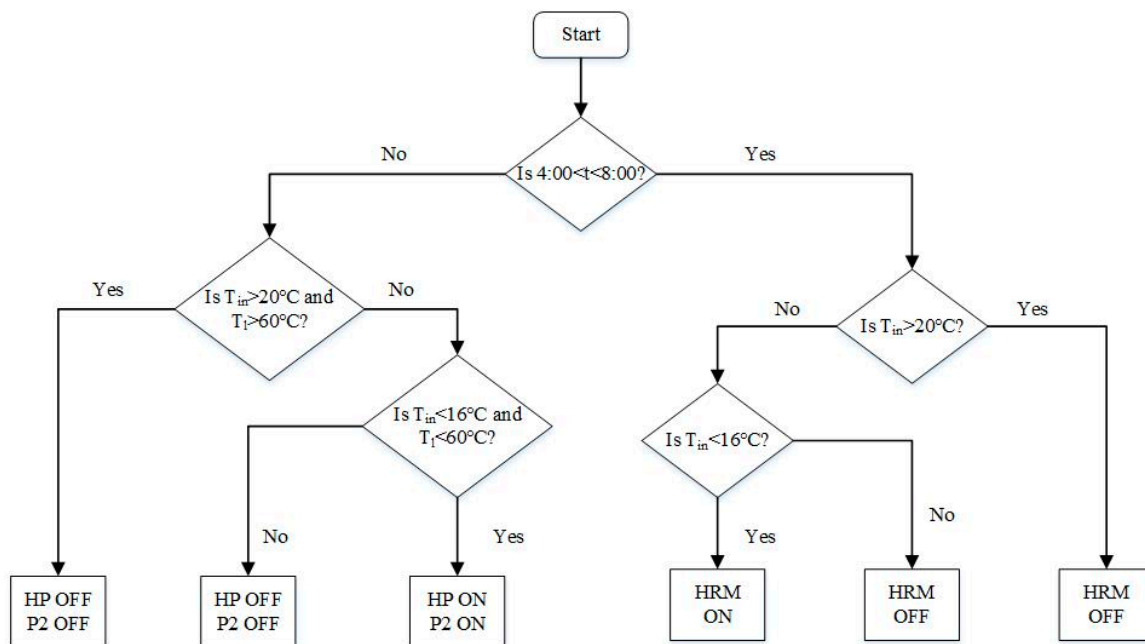 Start
No
Yes
Is 4:00<t<8:00?
Yes
Is Tin>20°C and
T1>60°C?
No
No
Is Tin>20°C?
Yes
Is Tin<16°C and
T1<60°C?
Is Tin<16°C?
No
Yes
Yes
No
HP OFF
P2 OFF
HP OFF
P2 OFF
HP ON
P2 ON
HRM
ON
HRM
OFF
HRM
OFF